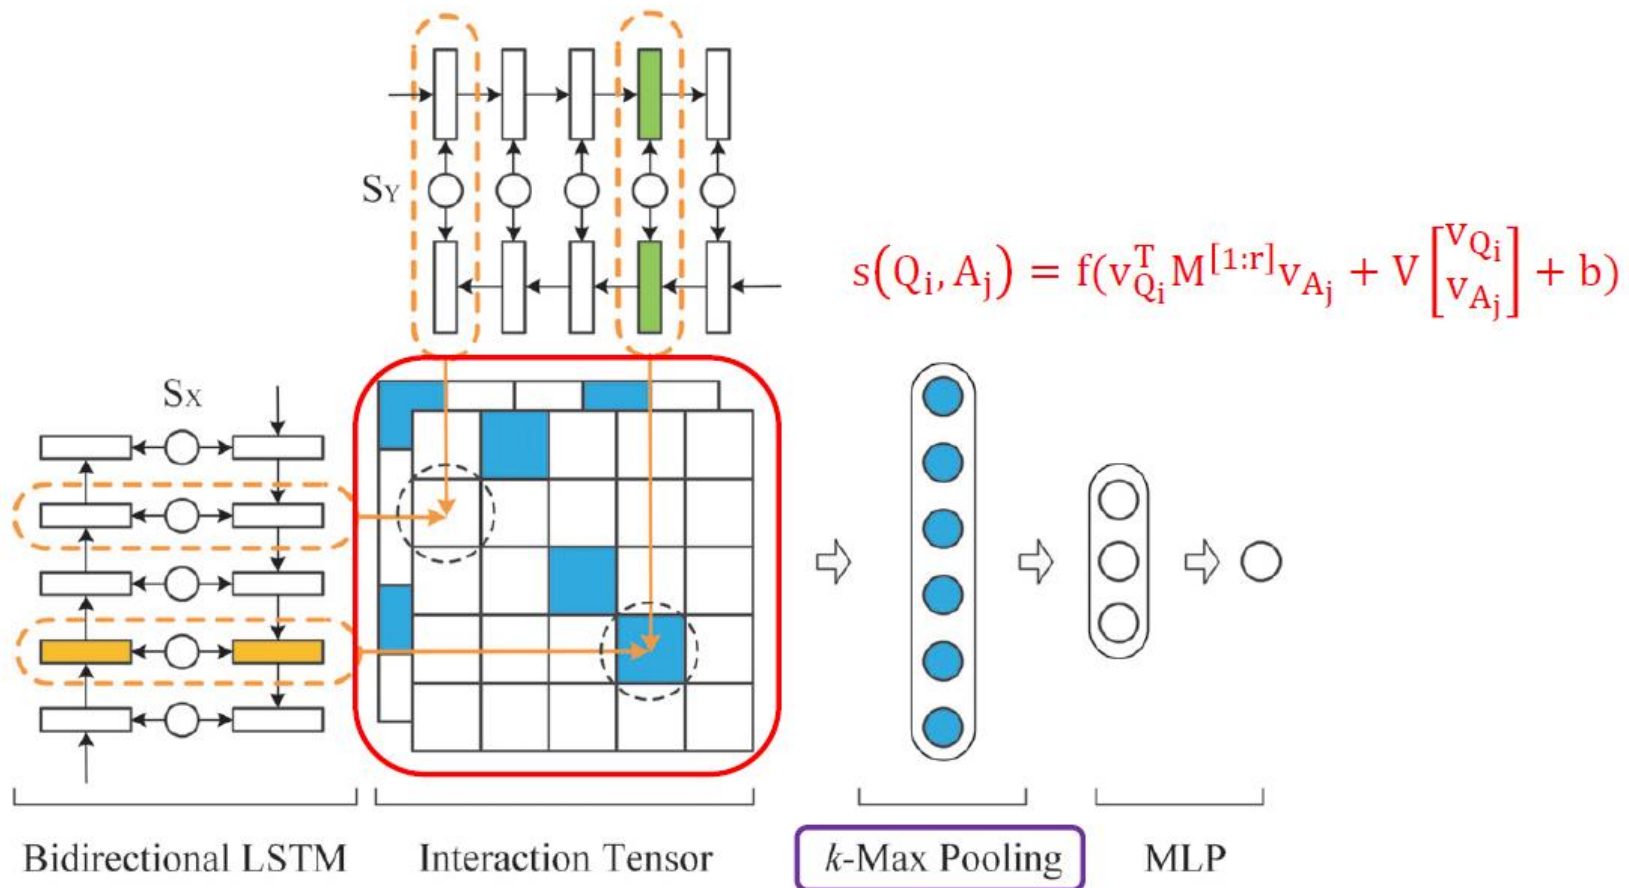 S_Y
s(Q_i, A_j) = f(v_{Q_i}^T M^{[1:r]} v_{A_j} + V [v_{Q_i} v_{A_j}] + b)
S_X
Bidirectional LSTM
Interaction Tensor
k-Max Pooling
MLP